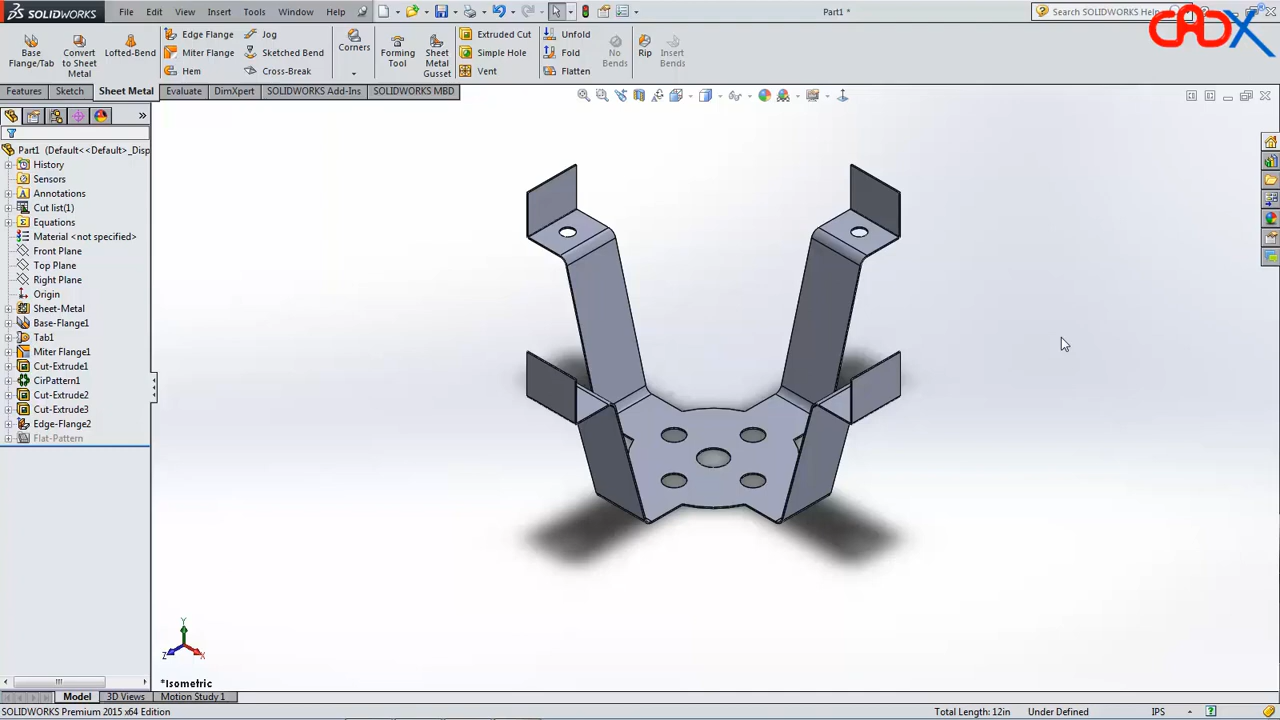 SOLIDWORKS File Edit View Insert Tools Window Help Part1 * Search SOLIDWORKS Help
CADX
Base Flange/Tab Convert to Sheet Metal Lofted-Bend Edge Flange Miter Flange Hem Jog Sketched Bend Cross-Break Corners Forming Tool Sheet Metal Gusset Extruded Cut Simple Hole Vent Unfold Fold Flatten No Bends Rip Insert Bends
Features Sketch Sheet Metal Evaluate DimXpert SOLIDWORKS Add-Ins SOLIDWORKS MBD
Part1 (Default<<Default>_Disp
History
Sensors
Annotations
Cut list(1)
Equations
Material <not specified>
Front Plane
Top Plane
Right Plane
Origin
Sheet-Metal
Base-Flange1
Tab1
Miter Flange1
Cut-Extrude1
CirPattern1
Cut-Extrude2
Cut-Extrude3
Edge-Flange2
Flat-Pattern
Y
Z X
*Isometric
Model 3D Views Motion Study 1
SOLIDWORKS Premium 2015 x64 Edition Total Length: 12in Under Defined IPS